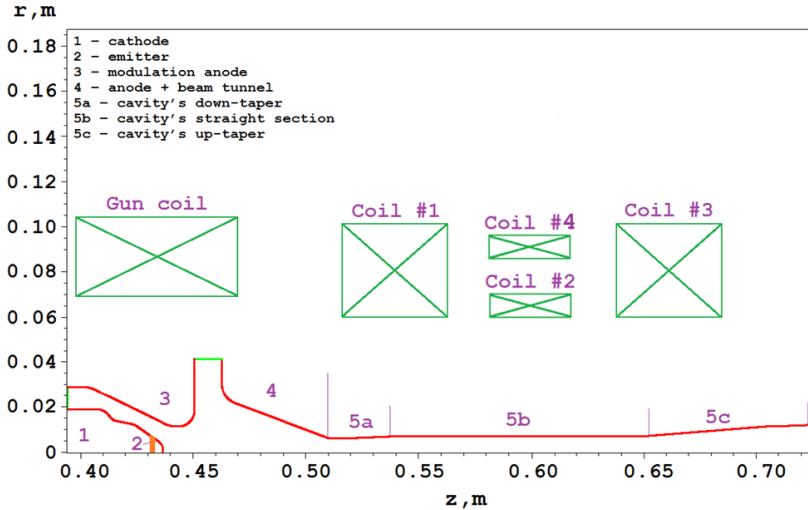 r,m
0.18
0.16
0.14
0.12
0.10
0.08
0.06
0.04
0.02
0
1 – cathode
2 – emitter
3 – modulation anode
4 – anode + beam tunnel
5a – cavity's down-taper
5b – cavity's straight section
5c – cavity's up-taper
Gun coil
Coil #1
Coil #4
Coil #2
Coil #3
1
2
3
4
5a
5b
5c
0.40
0.45
0.50
0.55
0.60
0.65
0.70
z,m